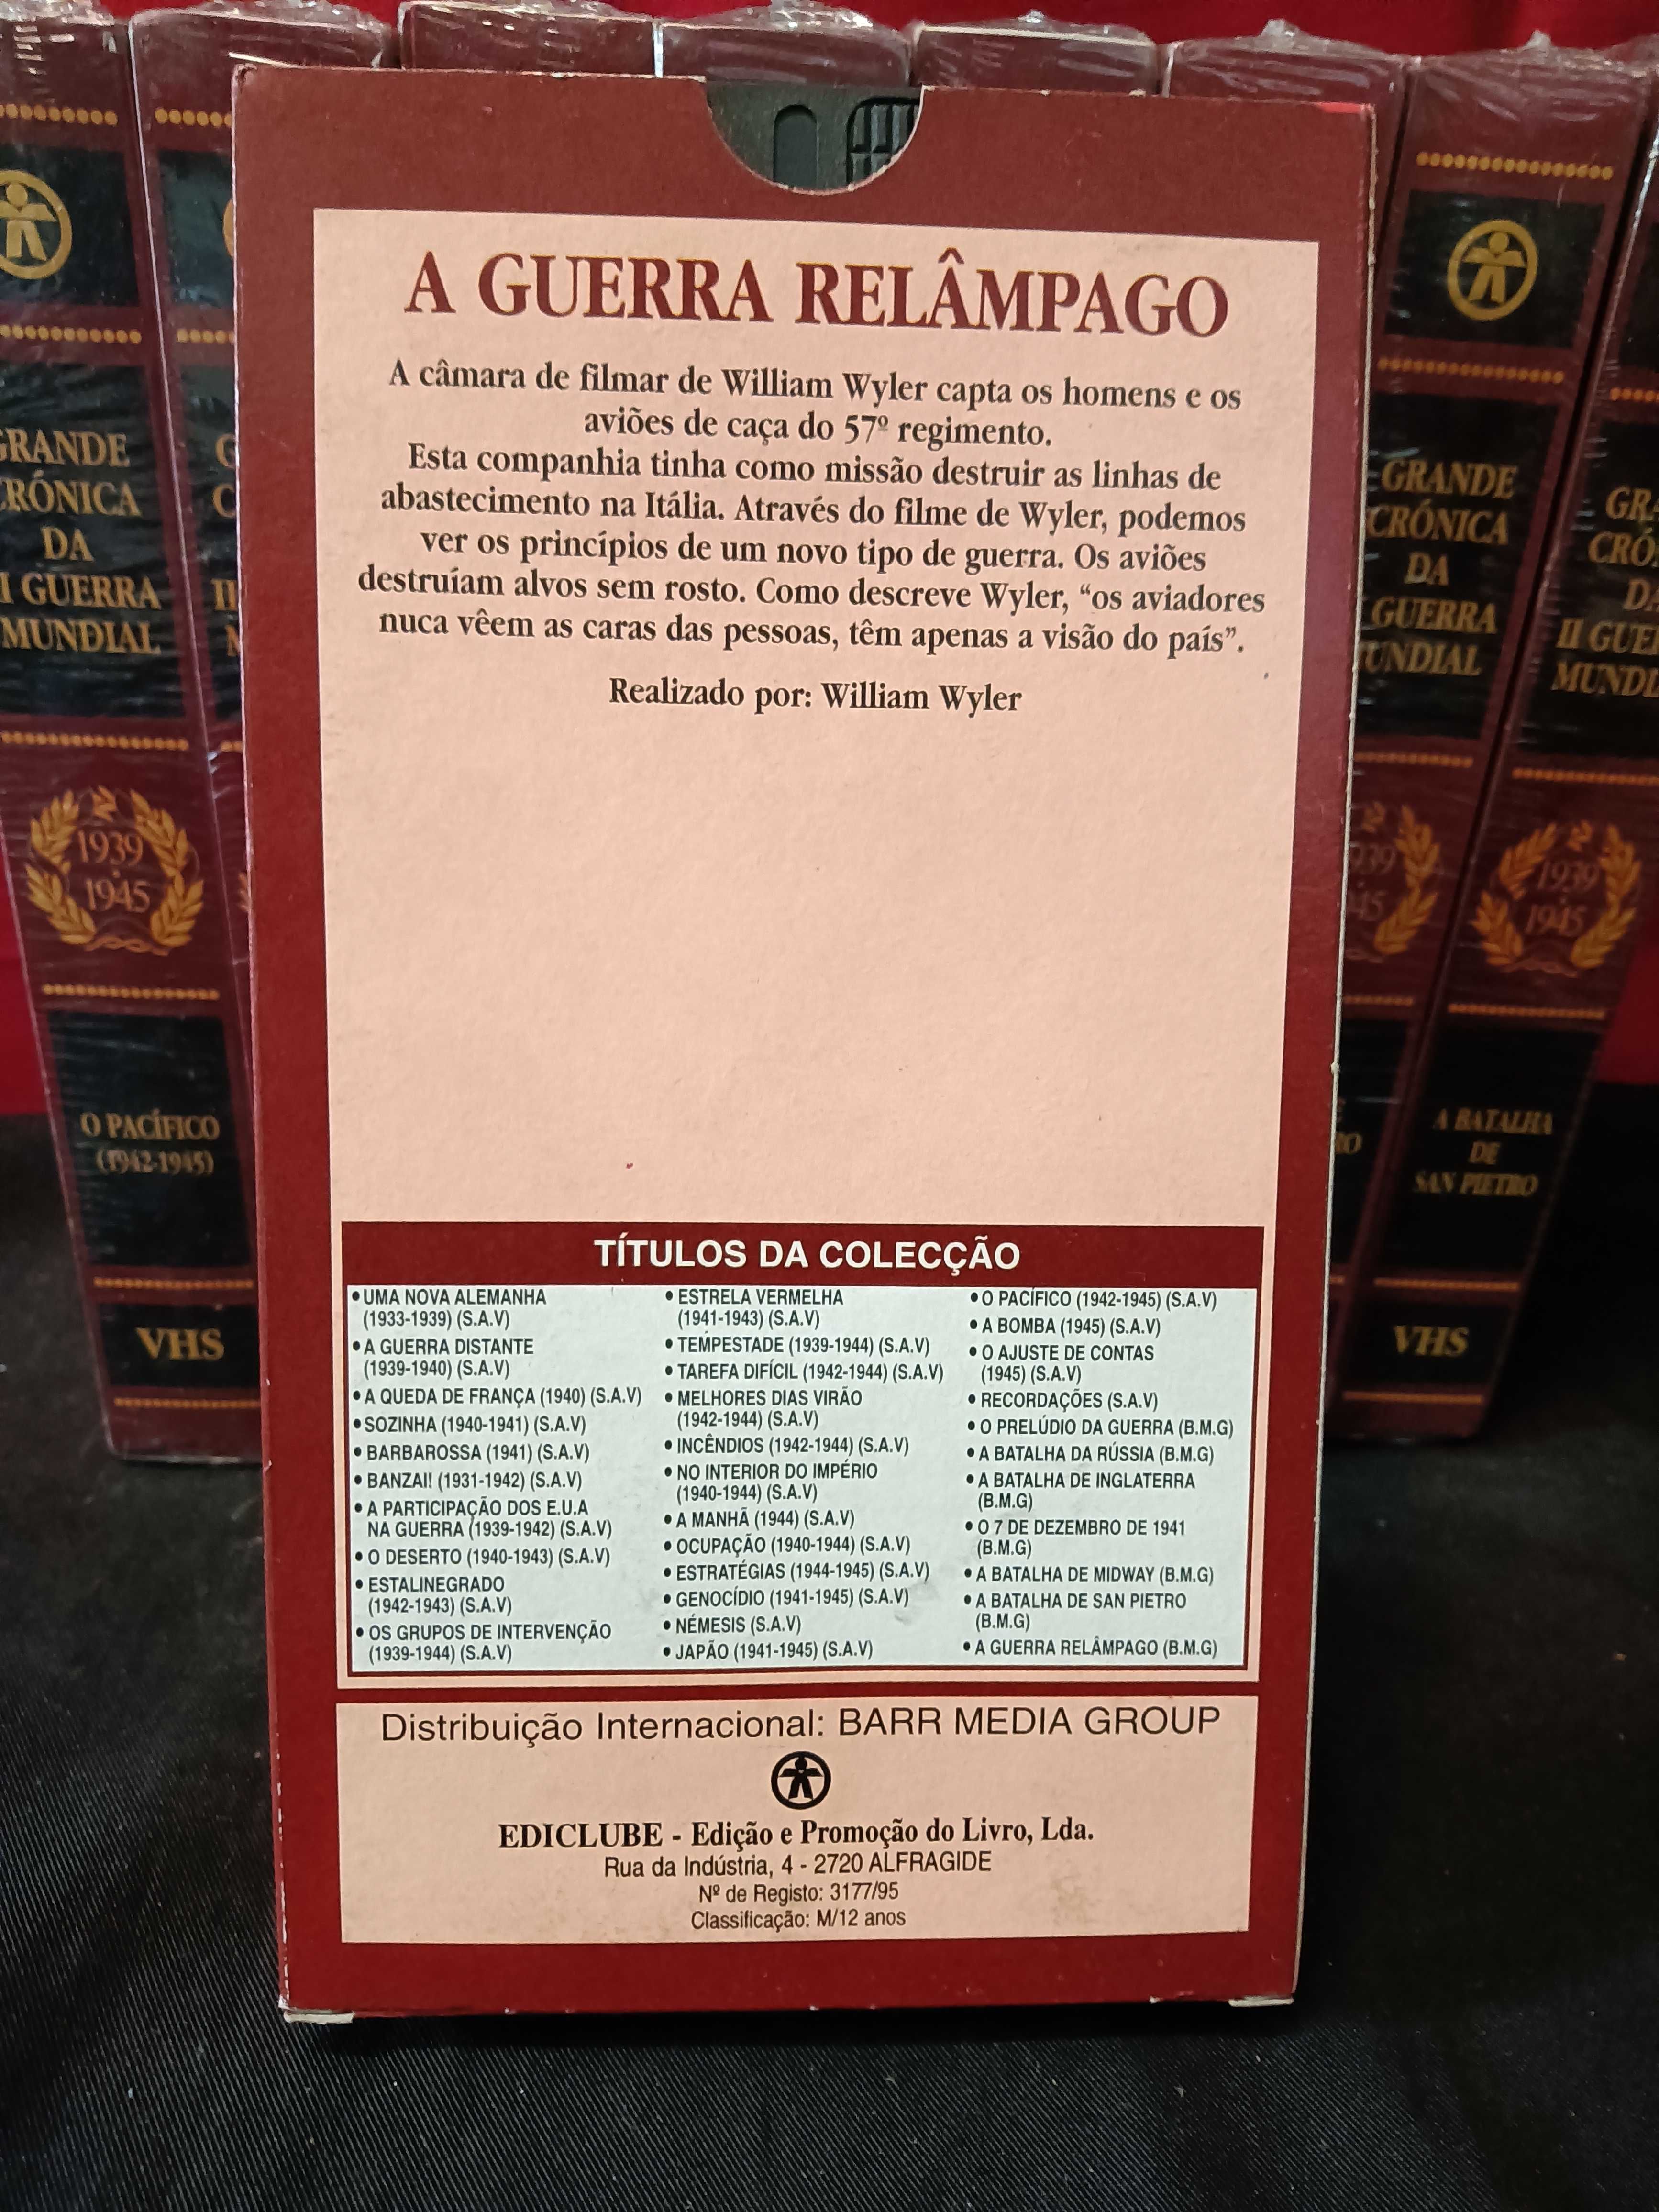 A GUERRA RELÂMPAGO
A câmara de filmar de William Wyler capta os homens e os
aviões de caça do 57º regimento.
Esta companhia tinha como missão destruir as linhas de
abastecimento na Itália. Através do filme de Wyler, podemos
ver os princípios de um novo tipo de guerra. Os aviões
destruíam alvos sem rosto. Como descreve Wyler, “os aviadores
nuca vêem as caras das pessoas, têm apenas a visão do país”.
Realizado por: William Wyler
TÍTULOS DA COLECÇÃO
• UMA NOVA ALEMANHA
(1933-1939) (S.A.V)
• A GUERRA DISTANTE
(1939-1940) (S.A.V)
• A QUEDA DE FRANÇA (1940) (S.A.V)
• SOZINHA (1940-1941) (S.A.V)
• BARBAROSSA (1941) (S.A.V)
• BANZAI! (1931-1942) (S.A.V)
• A PARTICIPAÇÃO DOS E.U.A
NA GUERRA (1939-1942) (S.A.V)
• O DESERTO (1940-1943) (S.A.V)
• ESTALINEGRADO
(1942-1943) (S.A.V)
• OS GRUPOS DE INTERVENÇÃO
(1939-1944) (S.A.V)
• ESTRELA VERMELHA
(1941-1943) (S.A.V)
• TEMPESTADE (1939-1944) (S.A.V)
• TAREFA DIFÍCIL (1942-1944) (S.A.V)
• MELHORES DIAS VIRÃO
(1942-1944) (S.A.V)
• INCÊNDIOS (1942-1944) (S.A.V)
• NO INTERIOR DO IMPÉRIO
(1940-1944) (S.A.V)
• A MANHÃ (1944) (S.A.V)
• OCUPAÇÃO (1940-1944) (S.A.V)
• ESTRATÉGIAS (1944-1945) (S.A.V)
• GENOCÍDIO (1941-1945) (S.A.V)
• NÉMESIS (S.A.V)
• JAPÃO (1941-1945) (S.A.V)
• O PACÍFICO (1942-1945) (S.A.V)
• A BOMBA (1945) (S.A.V)
• O AJUSTE DE CONTAS
(1945) (S.A.V)
• RECORDAÇÕES (S.A.V)
• O PRELÚDIO DA GUERRA (B.M.G)
• A BATALHA DA RÚSSIA (B.M.G)
• A BATALHA DE INGLATERRA
(B.M.G)
• O 7 DE DEZEMBRO DE 1941
(B.M.G)
• A BATALHA DE MIDWAY (B.M.G)
• A BATALHA DE SAN PIETRO
(B.M.G)
• A GUERRA RELÂMPAGO (B.M.G)
Distribuição Internacional: BARR MEDIA GROUP
EDICLUBE - Edição e Promoção do Livro, Lda.
Rua da Indústria, 4 - 2720 ALFRAGIDE
Nº de Registo: 3177/95
Classificação: M/12 anos
DA
GUERRA
MUNDIAL
1939
1945
O PACÍFICO
(1942-1945)
VHS
GRANDE
CRÓNICA
DA
GUERRA
1939
1945
A BATALHA
DE
SAN PIETRO
VHS